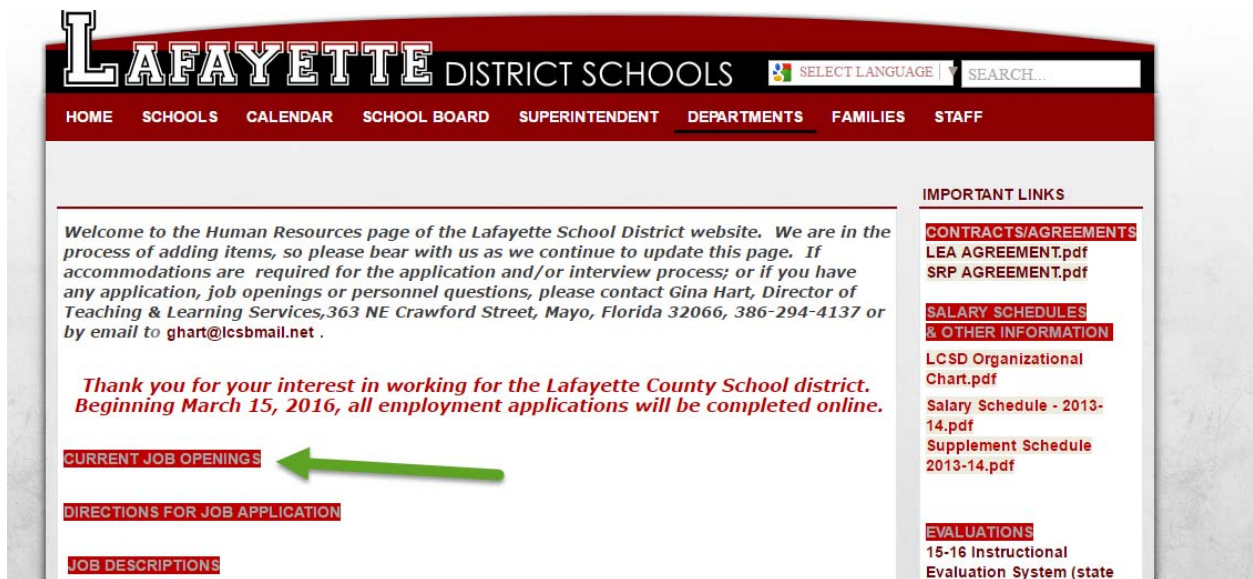 LAFAYETTE DISTRICT SCHOOLS
SELECT LANGUAGE
SEARCH...
HOME SCHOOLS CALENDAR SCHOOL BOARD SUPERINTENDENT DEPARTMENTS FAMILIES STAFF
Welcome to the Human Resources page of the Lafayette School District website. We are in the
process of adding items, so please bear with us as we continue to update this page. If
accommodations are required for the application and/or interview process; or if you have
any application, job openings or personnel questions, please contact Gina Hart, Director of
Teaching & Learning Services,363 NE Crawford Street, Mayo, Florida 32066, 386-294-4137 or
by email to ghart@lcsbmail.net .
Thank you for your interest in working for the Lafayette County School district.
Beginning March 15, 2016, all employment applications will be completed online.
CURRENT JOB OPENINGS
DIRECTIONS FOR JOB APPLICATION
JOB DESCRIPTIONS
IMPORTANT LINKS
CONTRACTS/AGREEMENTS
LEA AGREEMENT.pdf
SRP AGREEMENT.pdf
SALARY SCHEDULES
& OTHER INFORMATION
LCSD Organizational
Chart.pdf
Salary Schedule - 2013-
14.pdf
Supplement Schedule
2013-14.pdf
EVALUATIONS
15-16 Instructional
Evaluation System (state